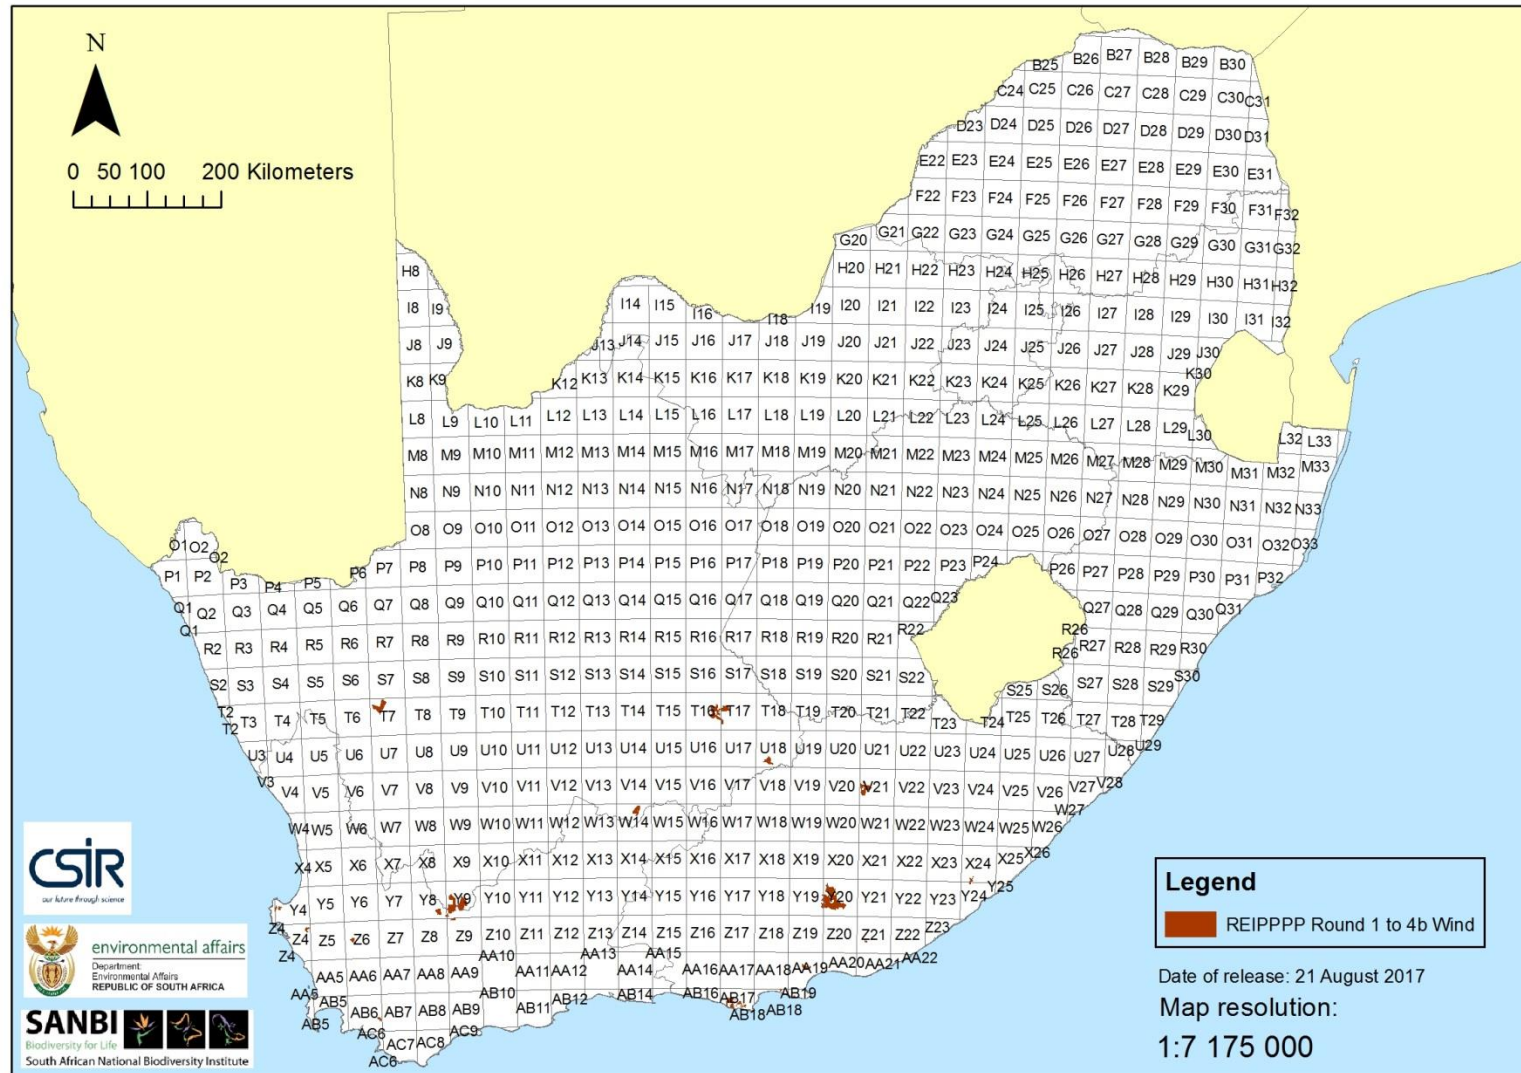 N
0 50 100 200 Kilometers
B25 B26 B27 B28 B29 B30
C24 C25 C26 C27 C28 C29 C30 C31
D23 D24 D25 D26 D27 D28 D29 D30 D31
E22 E23 E24 E25 E26 E27 E28 E29 E30 E31
F22 F23 F24 F25 F26 F27 F28 F29 F30 F31 F32
G20 G21 G22 G23 G24 G25 G26 G27 G28 G29 G30 G31 G32
H8 H20 H21 H22 H23 H24 H25 H26 H27 H28 H29 H30 H31 H32
I8 I9 I14 I15 I16 I18 I19 I20 I21 I22 I23 I24 I25 I26 I27 I28 I29 I30 I31 I32
J8 J9 J13 J14 J15 J16 J17 J18 J19 J20 J21 J22 J23 J24 J25 J26 J27 J28 J29 J30
K8 K9 K12 K13 K14 K15 K16 K17 K18 K19 K20 K21 K22 K23 K24 K25 K26 K27 K28 K29 K30
L8 L9 L10 L11 L12 L13 L14 L15 L16 L17 L18 L19 L20 L21 L22 L23 L24 L25 L26 L27 L28 L29 L30 L32 L33
M8 M9 M10 M11 M12 M13 M14 M15 M16 M17 M18 M19 M20 M21 M22 M23 M24 M25 M26 M27 M28 M29 M30 M31 M32 M33
N8 N9 N10 N11 N12 N13 N14 N15 N16 N17 N18 N19 N20 N21 N22 N23 N24 N25 N26 N27 N28 N29 N30 N31 N32 N33
O1 O2 O2 O8 O9 O10 O11 O12 O13 O14 O15 O16 O17 O18 O19 O20 O21 O22 O23 O24 O25 O26 O27 O28 O29 O30 O31 O32 O33
P1 P2 P3 P4 P5 P6 P7 P8 P9 P10 P11 P12 P13 P14 P15 P16 P17 P18 P19 P20 P21 P22 P23 P24 P26 P27 P28 P29 P30 P31 P32
Q1 Q1 Q2 Q3 Q4 Q5 Q6 Q7 Q8 Q9 Q10 Q11 Q12 Q13 Q14 Q15 Q16 Q17 Q18 Q19 Q20 Q21 Q22 Q23 Q27 Q28 Q29 Q30 Q31
R2 R3 R4 R5 R6 R7 R8 R9 R10 R11 R12 R13 R14 R15 R16 R17 R18 R19 R20 R21 R22 R26 R26 R27 R28 R29 R30
S2 S3 S4 S5 S6 S7 S8 S9 S10 S11 S12 S13 S14 S15 S16 S17 S18 S19 S20 S21 S22 S25 S26 S27 S28 S29 S30
T2 T2 T3 T4 T5 T6 T7 T8 T9 T10 T11 T12 T13 T14 T15 T16 T17 T18 T19 T20 T21 T22 T23 T24 T25 T26 T27 T28 T29
U3 U4 U5 U6 U7 U8 U9 U10 U11 U12 U13 U14 U15 U16 U17 U18 U19 U20 U21 U22 U23 U24 U25 U26 U27 U28 U29
V3 V4 V5 V6 V7 V8 V9 V10 V11 V12 V13 V14 V15 V16 V17 V18 V19 V20 V21 V22 V23 V24 V25 V26 V27 V28
W4 W5 W6 W7 W8 W9 W10 W11 W12 W13 W14 W15 W16 W17 W18 W19 W20 W21 W22 W23 W24 W25 W26 W27
X4 X5 X6 X7 X8 X9 X10 X11 X12 X13 X14 X15 X16 X17 X18 X19 X20 X21 X22 X23 X24 X25 X26
Y4 Y5 Y6 Y7 Y8 Y9 Y10 Y11 Y12 Y13 Y14 Y15 Y16 Y17 Y18 Y19 Y20 Y21 Y22 Y23 Y24 Y25
Z4 Z4 Z4 Z5 Z6 Z7 Z8 Z9 Z10 Z11 Z12 Z13 Z14 Z15 Z16 Z17 Z18 Z19 Z20 Z21 Z22 Z23
AA5 AA5 AA6 AA7 AA8 AA9 AA10 AA11 AA12 AA13 AA14 AA15 AA16 AA17 AA18 AA19 AA20 AA21 AA22
AB5 AB5 AB6 AB7 AB8 AB9 AB10 AB11 AB12 AB14 AB16 AB17 AB18 AB18 AB19
AC6 AC6 AC7 AC8 AC9
CSIR
our future through science
environmental affairs
Department:
Environmental Affairs
REPUBLIC OF SOUTH AFRICA
SANBI
Biodiversity for Life
South African National Biodiversity Institute
Legend
REIPPPP Round 1 to 4b Wind
Date of release: 21 August 2017
Map resolution:
1:7 175 000